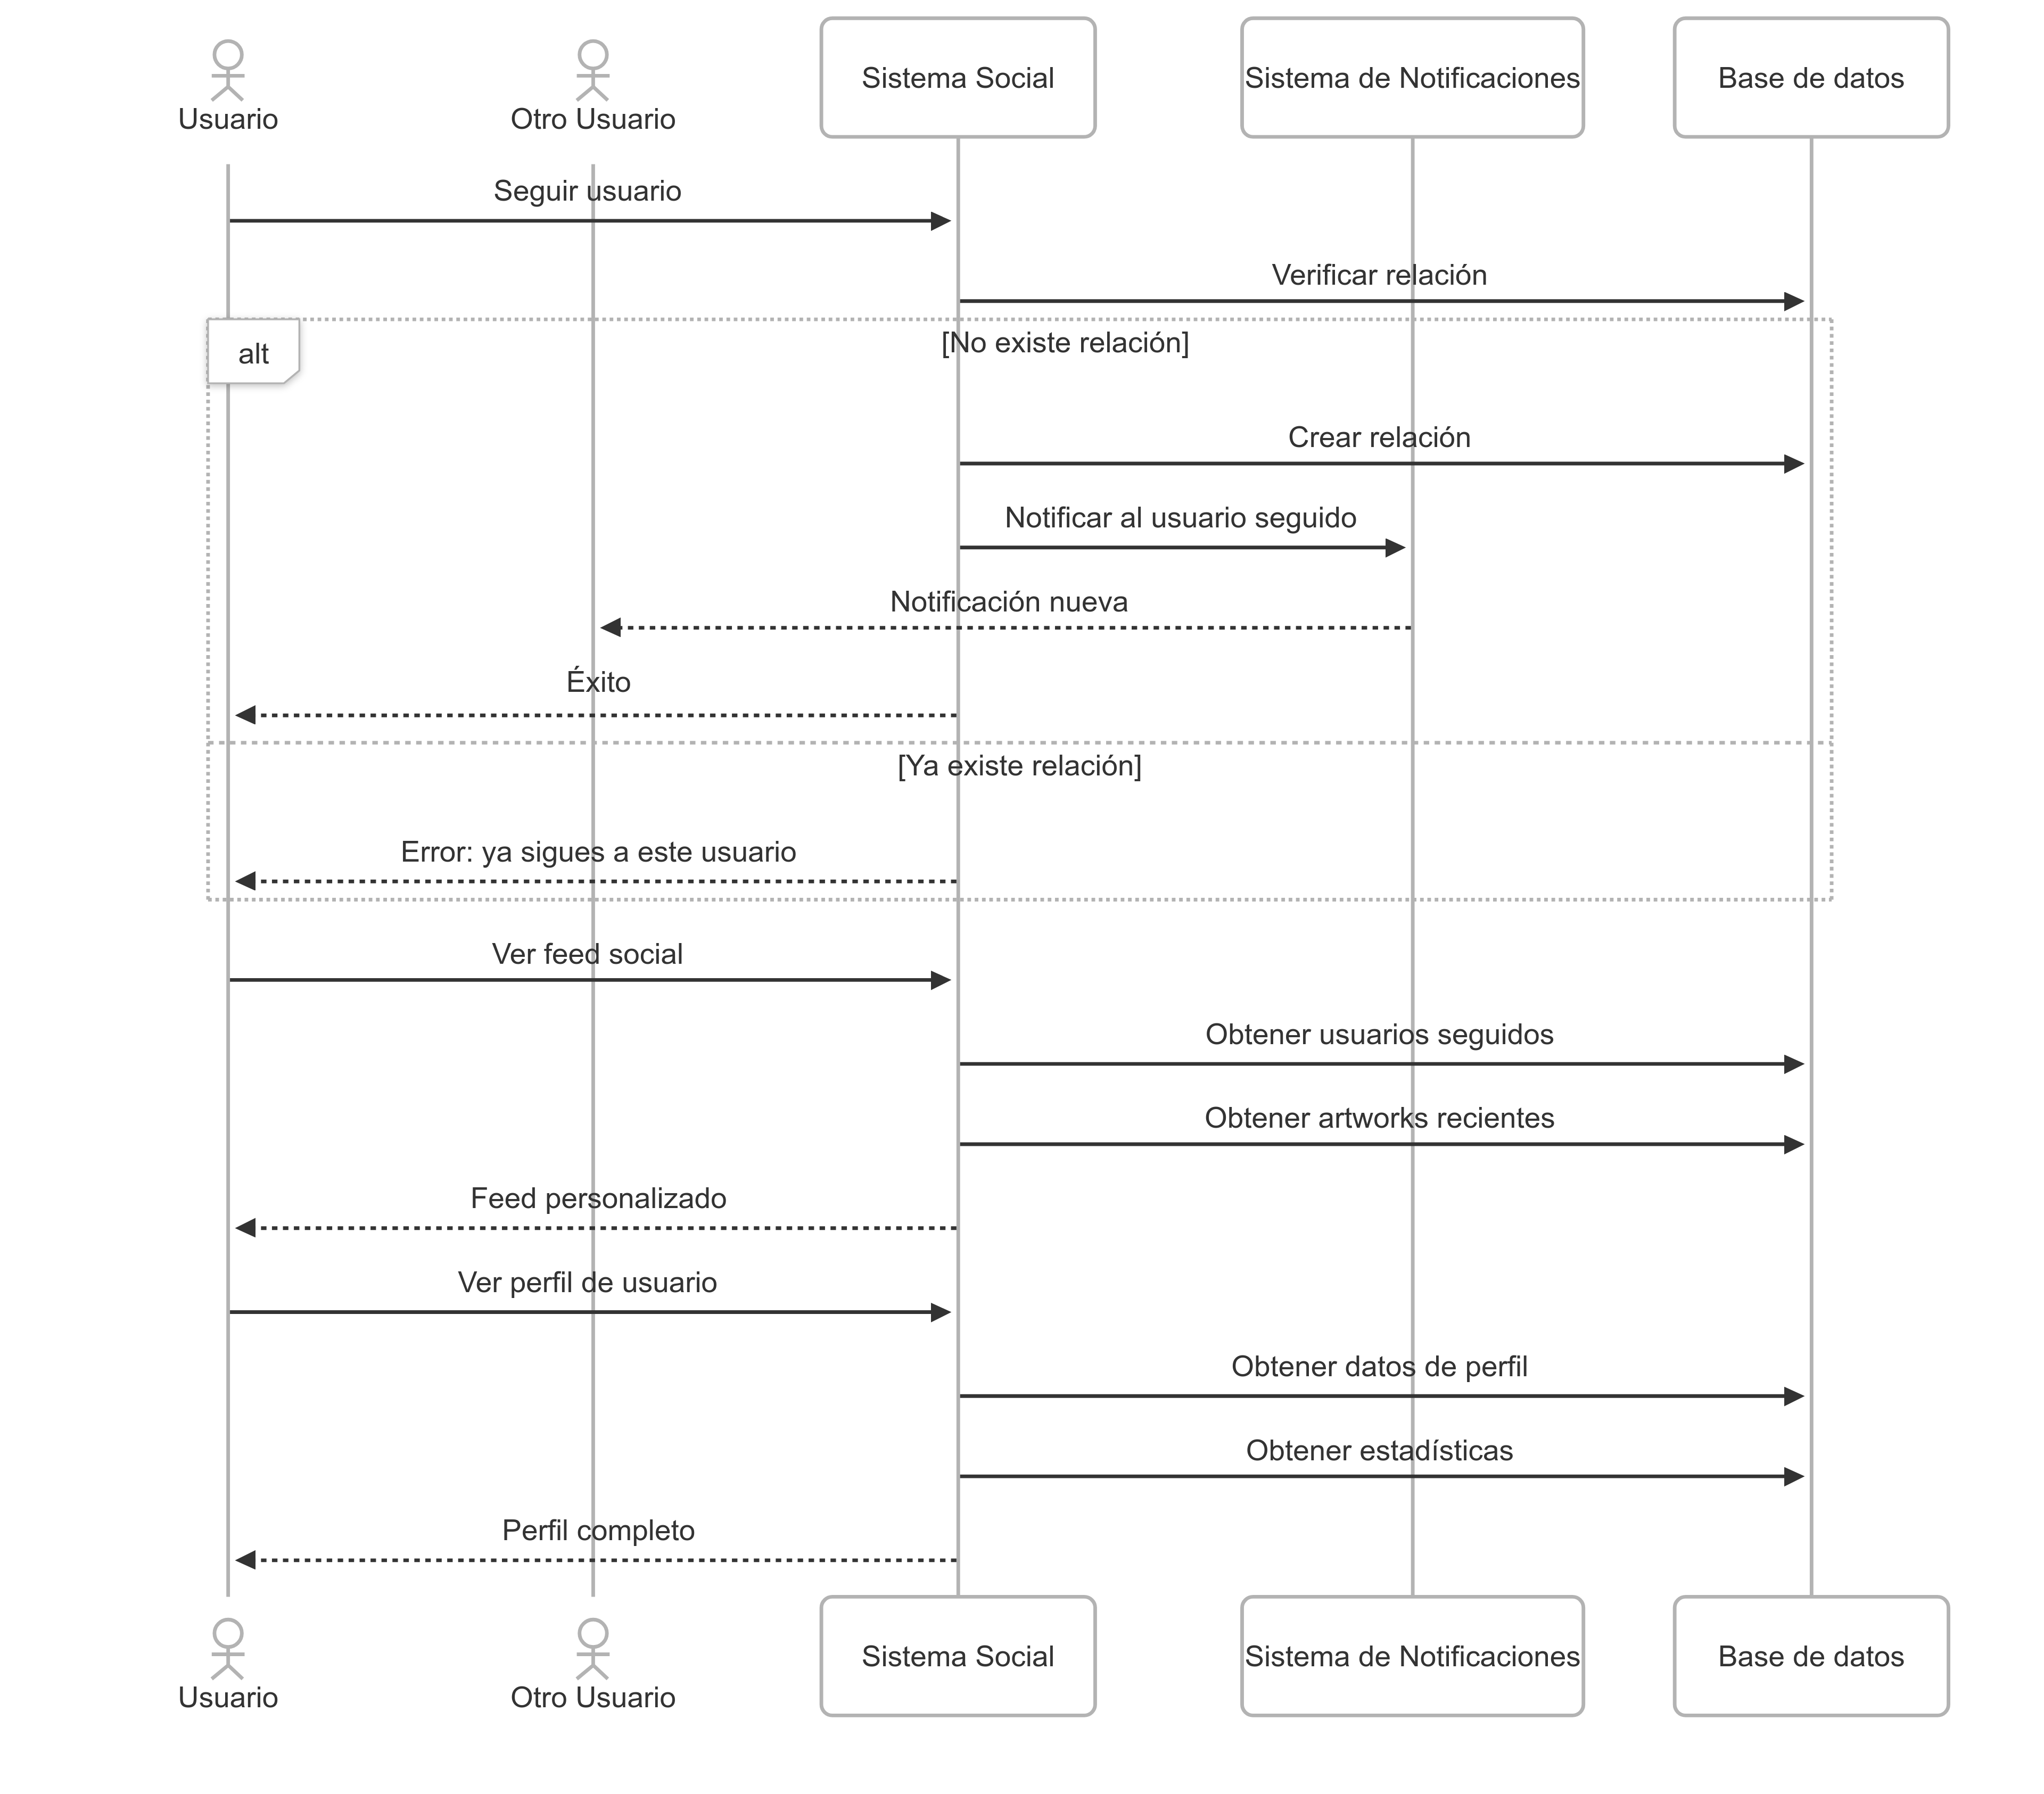 Usuario
Otro Usuario
Sistema Social
Sistema de Notificaciones
Base de datos
Seguir usuario
Verificar relación
alt
[No existe relación]
Crear relación
Notificar al usuario seguido
Notificación nueva
Éxito
[Ya existe relación]
Error: ya sigues a este usuario
Ver feed social
Obtener usuarios seguidos
Obtener artworks recientes
Feed personalizado
Ver perfil de usuario
Obtener datos de perfil
Obtener estadísticas
Perfil completo
Usuario
Otro Usuario
Sistema Social
Sistema de Notificaciones
Base de datos